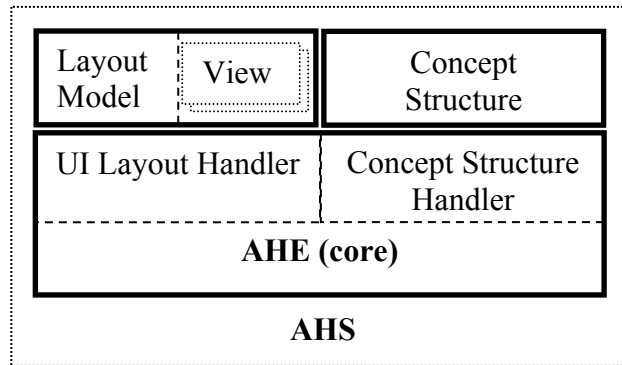 Layout
Model
View
Concept
Structure
UI Layout Handler
Concept Structure
Handler
AHE (core)
AHS